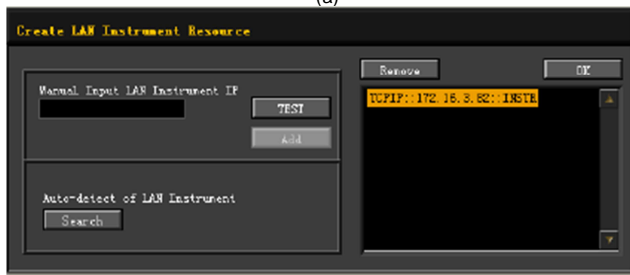 (a)
Create LAN Instrument Resource
Manual Input LAN Instrument IP
TEST
Add
Auto-detect of LAN Instrument
Search
Remove
OK
TCPIP::172.16.3.82::INSTR